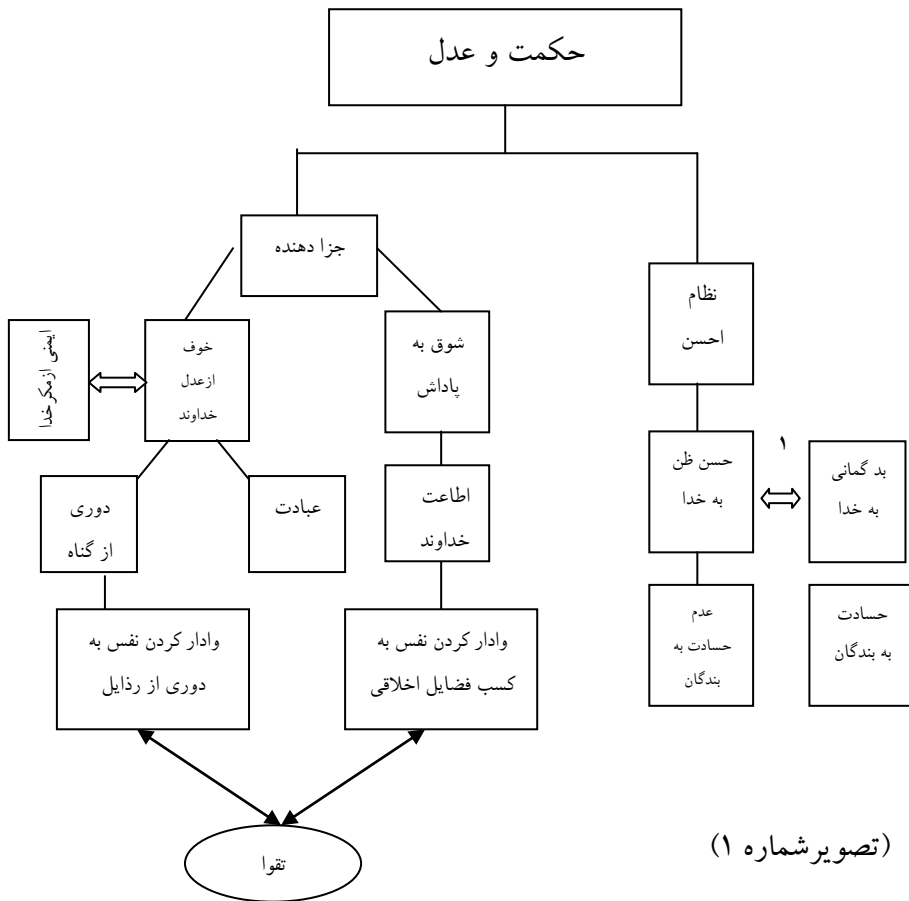 حکمت و عدل
جزا دهنده
نظام
احسن
شوق به
پاداش
خوف
ازعدل
خداوند
ایمنی ازمکرخدا
حسن ظن
به خدا
۱
بد گمانی
به خدا
اطاعت
خداوند
عبادت
دوری
از گناه
عدم
حسادت به
بندگان
حسادت
به بندگان
وادار کردن نفس به
کسب فضایل اخلاقی
وادار کردن نفس به
دوری از رذایل
تقوا
(تصویرشماره ۱)